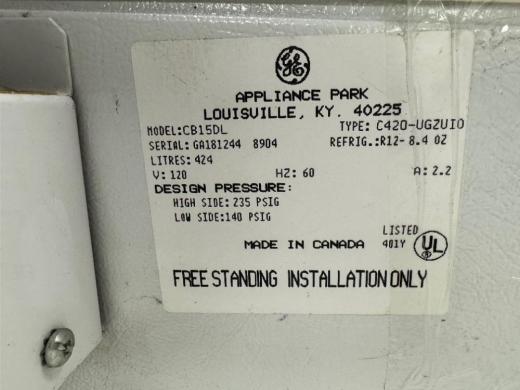 GE
APPLIANCE PARK
LOUISVILLE, KY. 40225
MODEL:CB15DL TYPE: C420-UGZUIO
SERIAL: GA181244 8904 REFRIG.:R12- 8.4 OZ
LITRES: 424
V: 120 HZ: 60 A: 2.2
DESIGN PRESSURE:
HIGH SIDE: 235 PSIG
LOW SIDE:140 PSIG
LISTED
MADE IN CANADA 401Y UL
FREE STANDING INSTALLATION ONLY